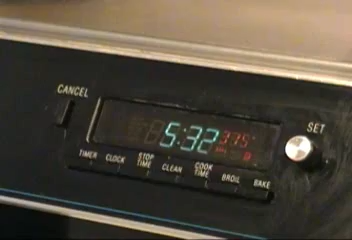 CANCEL
5:32 375
SET
TIMER CLOCK STOP TIME CLEAN COOK TIME BROIL BAKE